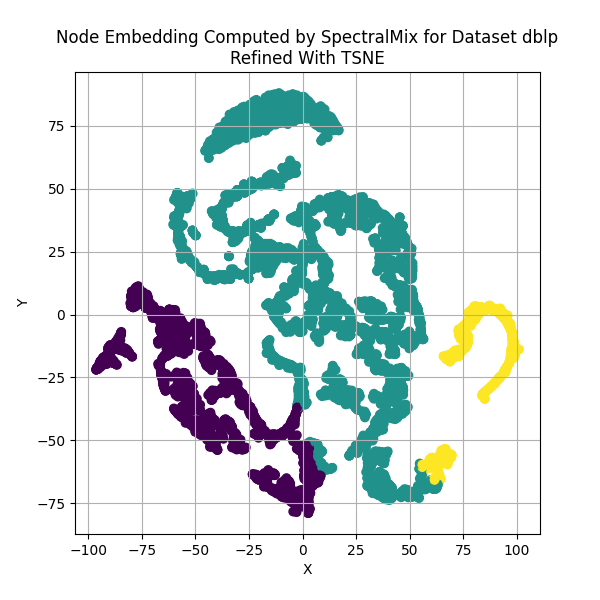 Node Embedding Computed by SpectralMix for Dataset dblp
Refined With TSNE
75
50
25
0
−25
−50
−75
Y
−100 −75 −50 −25 0 25 50 75 100
X